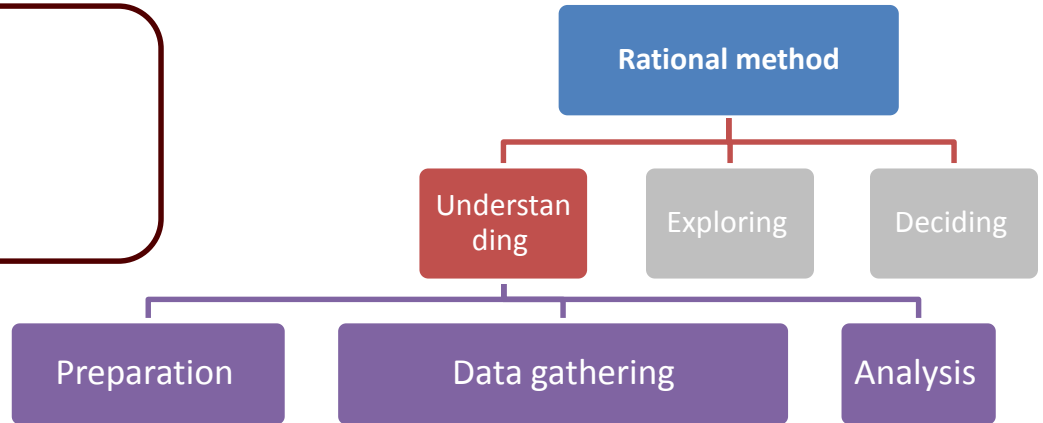 Rational method
Understan
ding
Exploring
Deciding
Preparation
Data gathering
Analysis